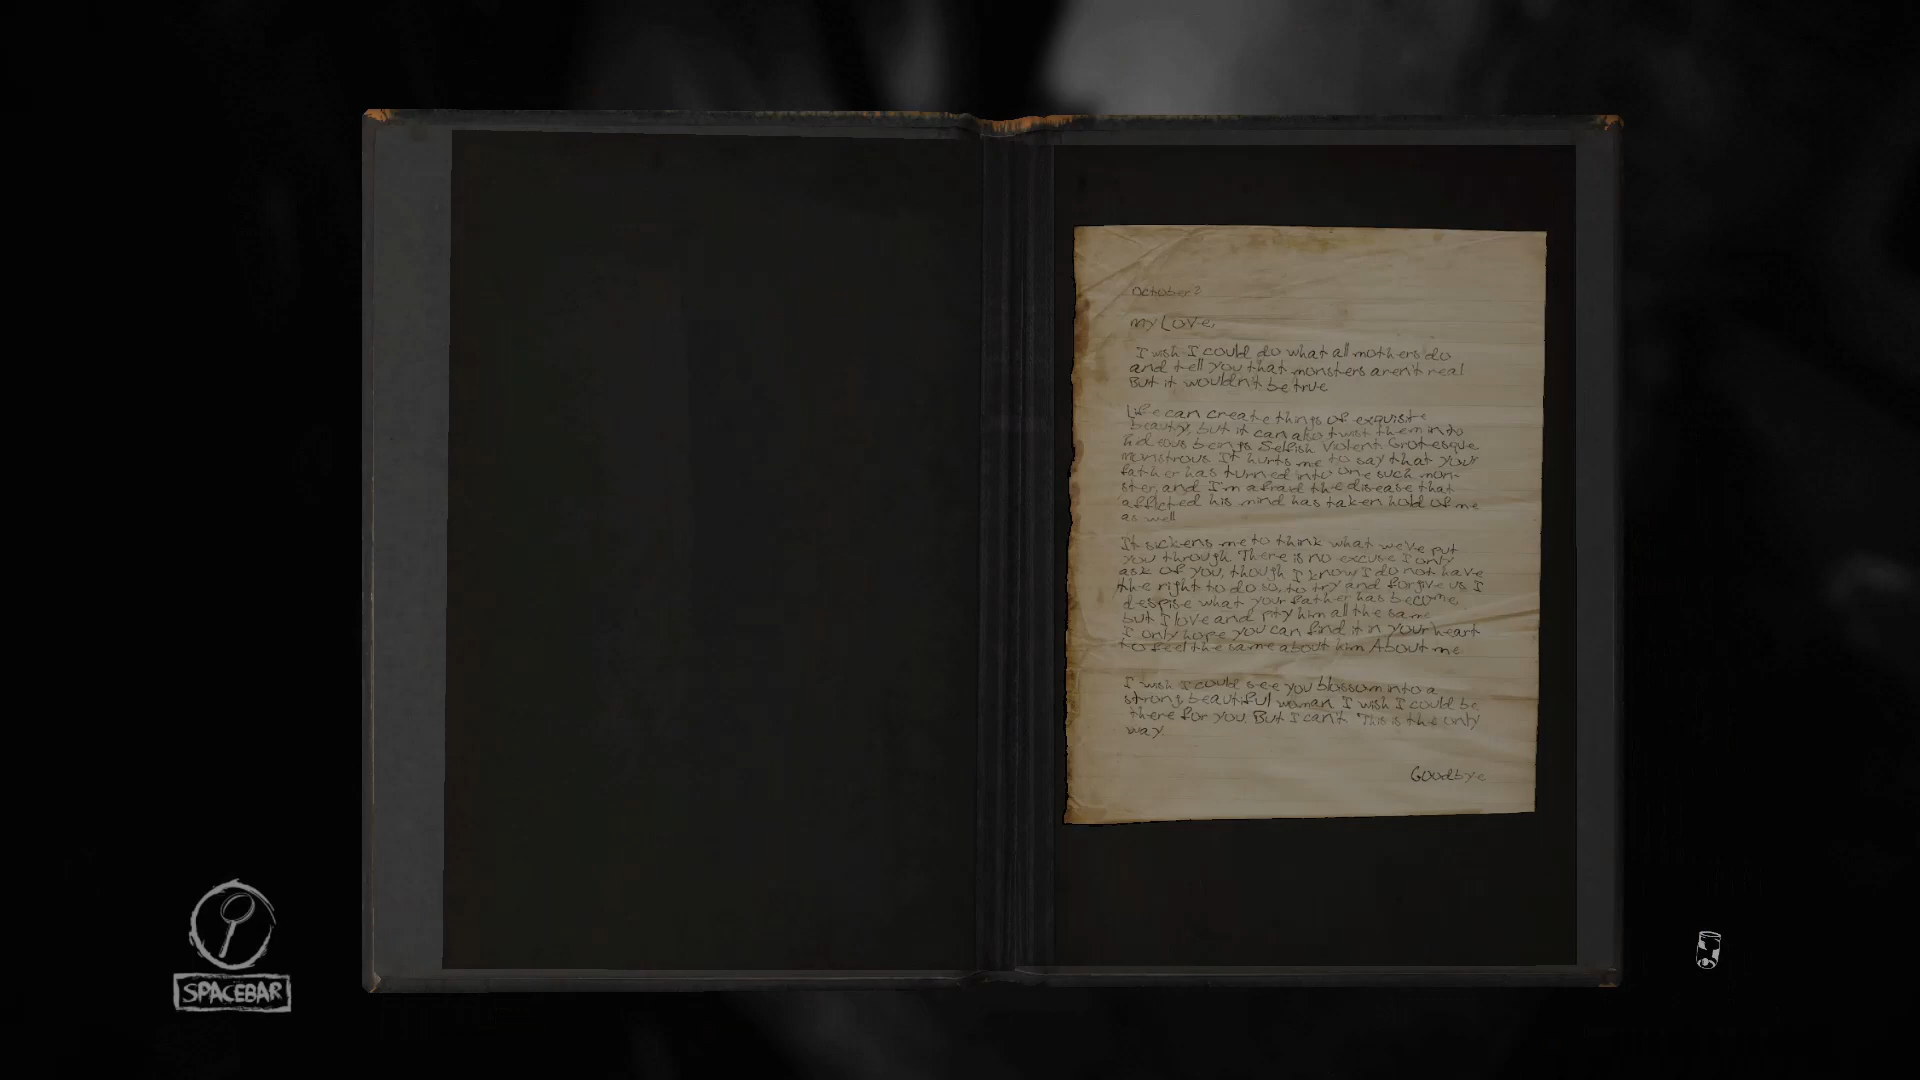 October 2
My Love,
I wish I could do what all mothers do
and tell you that monsters aren't real
But it wouldn't be true
Life can create things of exquisite
beauty, but it can also twist them into
hideous beings Selfish Violent Grotesque
monstrous It hurts me to say that your
father has turned into one such mon-
ster, and I'm afraid the disease that
afflicted his mind has taken hold of me
as well
It sickens me to think what we've put
you through. There is no excuse I only
ask of you, though I know I do not have
the right to do so, to try and forgive us I
despise what your father has become,
but I love and pity him all the same
I only hope you can find it in your heart
to feel the same about him About me
I wish I could see you blossom into a
strong, beautiful woman. I wish I could be
there for you. But I can't. This is the only
way.
Goodbye
SPACEBAR